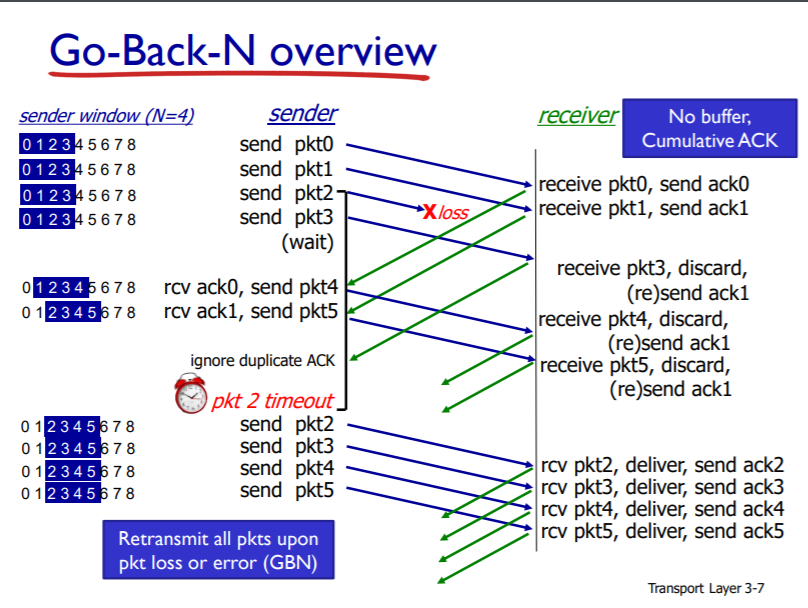 Go-Back-N overview
sender window (N=4)
sender
receiver
No buffer,
Cumulative ACK
0 1 2 3 4 5 6 7 8
send pkt0
0 1 2 3 4 5 6 7 8
send pkt1
0 1 2 3 4 5 6 7 8
send pkt2
0 1 2 3 4 5 6 7 8
send pkt3
(wait)
Xloss
receive pkt0, send ack0
receive pkt1, send ack1
receive pkt3, discard,
(re)send ack1
0 1 2 3 4 5 6 7 8
rcv ack0, send pkt4
0 1 2 3 4 5 6 7 8
rcv ack1, send pkt5
receive pkt4, discard,
(re)send ack1
receive pkt5, discard,
(re)send ack1
ignore duplicate ACK
pkt 2 timeout
0 1 2 3 4 5 6 7 8
send pkt2
0 1 2 3 4 5 6 7 8
send pkt3
0 1 2 3 4 5 6 7 8
send pkt4
0 1 2 3 4 5 6 7 8
send pkt5
rcv pkt2, deliver, send ack2
rcv pkt3, deliver, send ack3
rcv pkt4, deliver, send ack4
rcv pkt5, deliver, send ack5
Retransmit all pkts upon
pkt loss or error (GBN)
Transport Layer 3-7